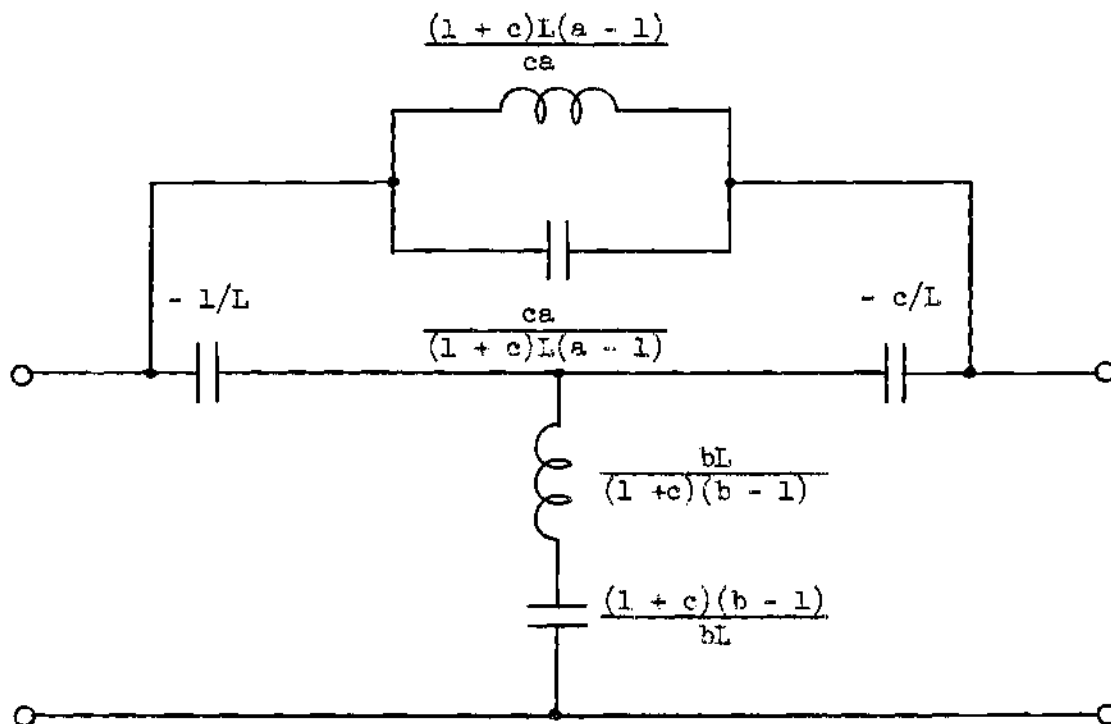 (1 + c)L(a - 1)
ca
- 1/L
- c/L
ca
(1 + c)L(a - 1)
bL
(1 +c)(b - 1)
(1 + c)(b - 1)
bL